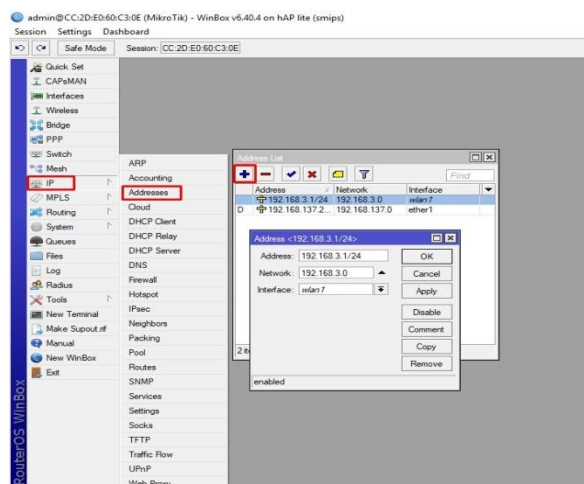 admin@CC:2D:E0:60:C3:0E (MikroTik) - WinBox v6.40.4 on hAP lite (smips)
Session Settings Dashboard
Safe Mode Session: CC:2D:E0:60:C3:0E
Quick Set
CAPsMAN
Interfaces
Wireless
Bridge
PPP
Switch
Mesh
IP
MPLS
Routing
System
Queues
Files
Log
Radius
Tools
New Terminal
Make Supout.rif
Manual
New WinBox
Exit
RouterOS WinBox
ARP
Accounting
Addresses
Cloud
DHCP Client
DHCP Relay
DHCP Server
DNS
Firewall
Hotspot
IPsec
Neighbors
Packing
Pool
Routes
SNMP
Services
Settings
Socks
TFTP
Traffic Flow
UPnP
Web Proxy
Address List
Find
Address Network Interface
192.168.3.1/24 192.168.3.0 wlan1
D 192.168.137.2... 192.168.137.0 ether1
Address <192.168.3.1/24>
Address: 192.168.3.1/24 OK
Network: 192.168.3.0 Cancel
Interface: wlan1 Apply
Disable
Comment
Copy
Remove
enabled